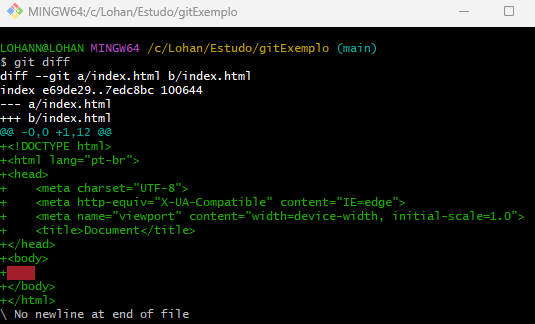 MINGW64:/c/Lohan/Estudo/gitExemplo
LOHANN@LOHAN MINGW64 /c/Lohan/Estudo/gitExemplo (main)
$ git diff
diff --git a/index.html b/index.html
index e69de29..7edc8bc 100644
--- a/index.html
+++ b/index.html
@@ -0,0 +1,12 @@
+<!DOCTYPE html>
+<html lang="pt-br">
+<head>
+    <meta charset="UTF-8">
+    <meta http-equiv="X-UA-Compatible" content="IE=edge">
+    <meta name="viewport" content="width=device-width, initial-scale=1.0">
+    <title>Document</title>
+</head>
+<body>
+
+</body>
+</html>
\ No newline at end of file